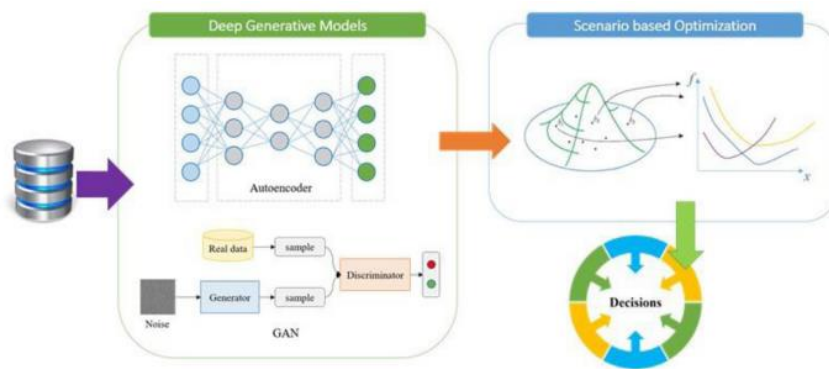 Deep Generative Models
Scenario based Optimization
Autoencoder
f
x
Real data
sample
Discriminator
Generator
sample
Noise
GAN
Decisions